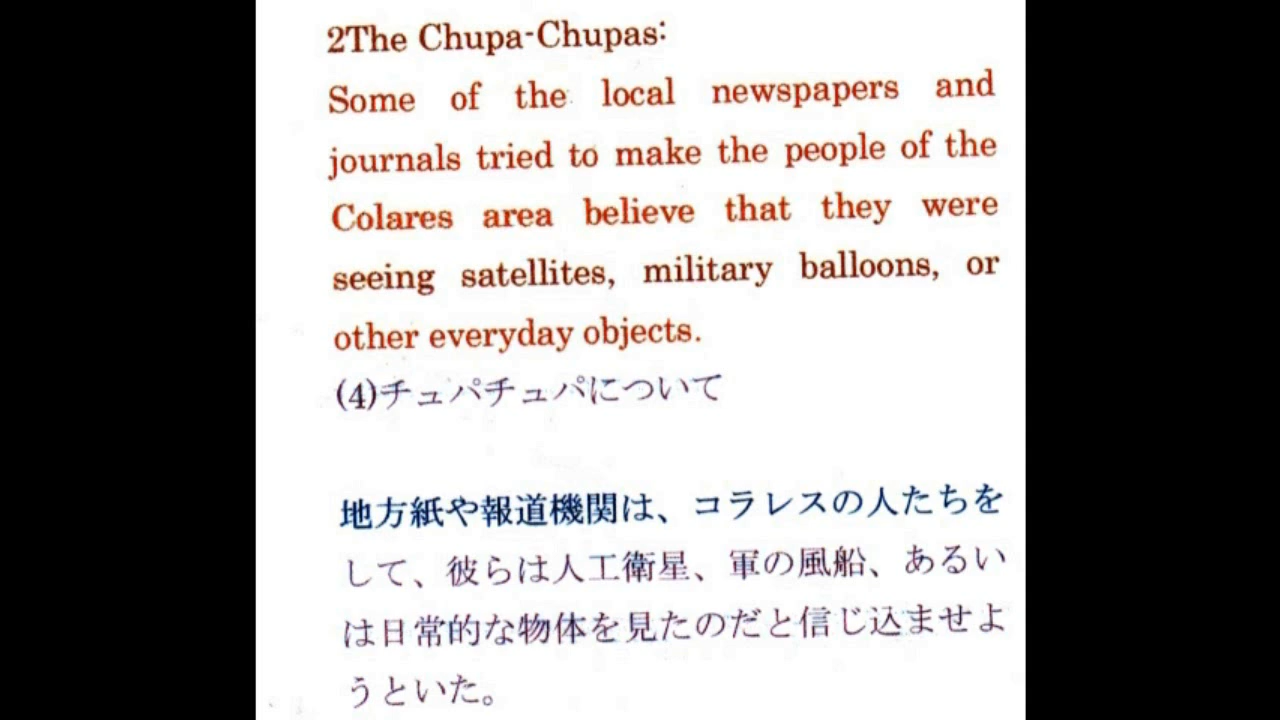 2The Chupa-Chupas:
Some of the local newspapers and
journals tried to make the people of the
Colares area believe that they were
seeing satellites, military balloons, or
other everyday objects.
(4)チュパチュパについて
地方紙や報道機関は、コラレスの人たちを
して、彼らは人工衛星、軍の風船、あるい
は日常的な物体を見たのだと信じ込ませよ
うといた。